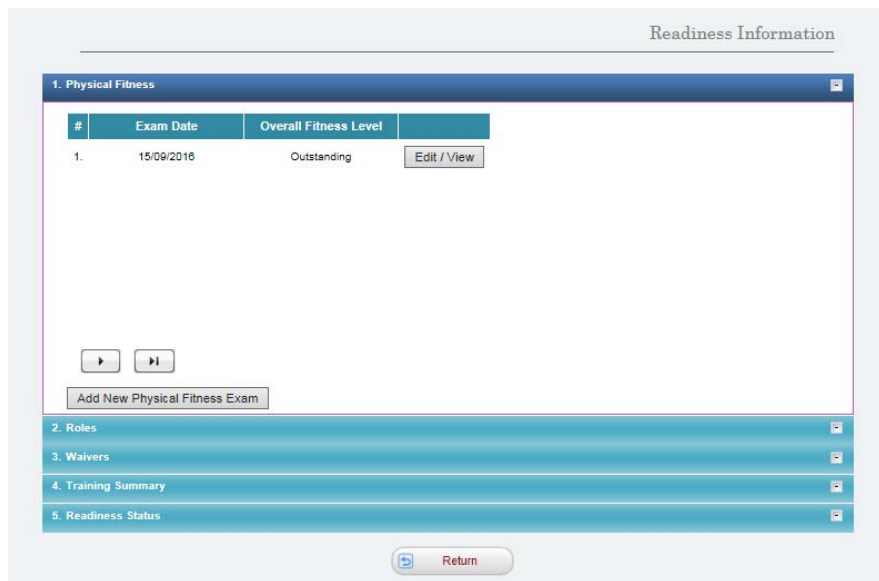 Readiness Information
1. Physical Fitness
# Exam Date Overall Fitness Level
1. 15/09/2016 Outstanding Edit / View
Add New Physical Fitness Exam
2. Roles
3. Waivers
4. Training Summary
5. Readiness Status
Return